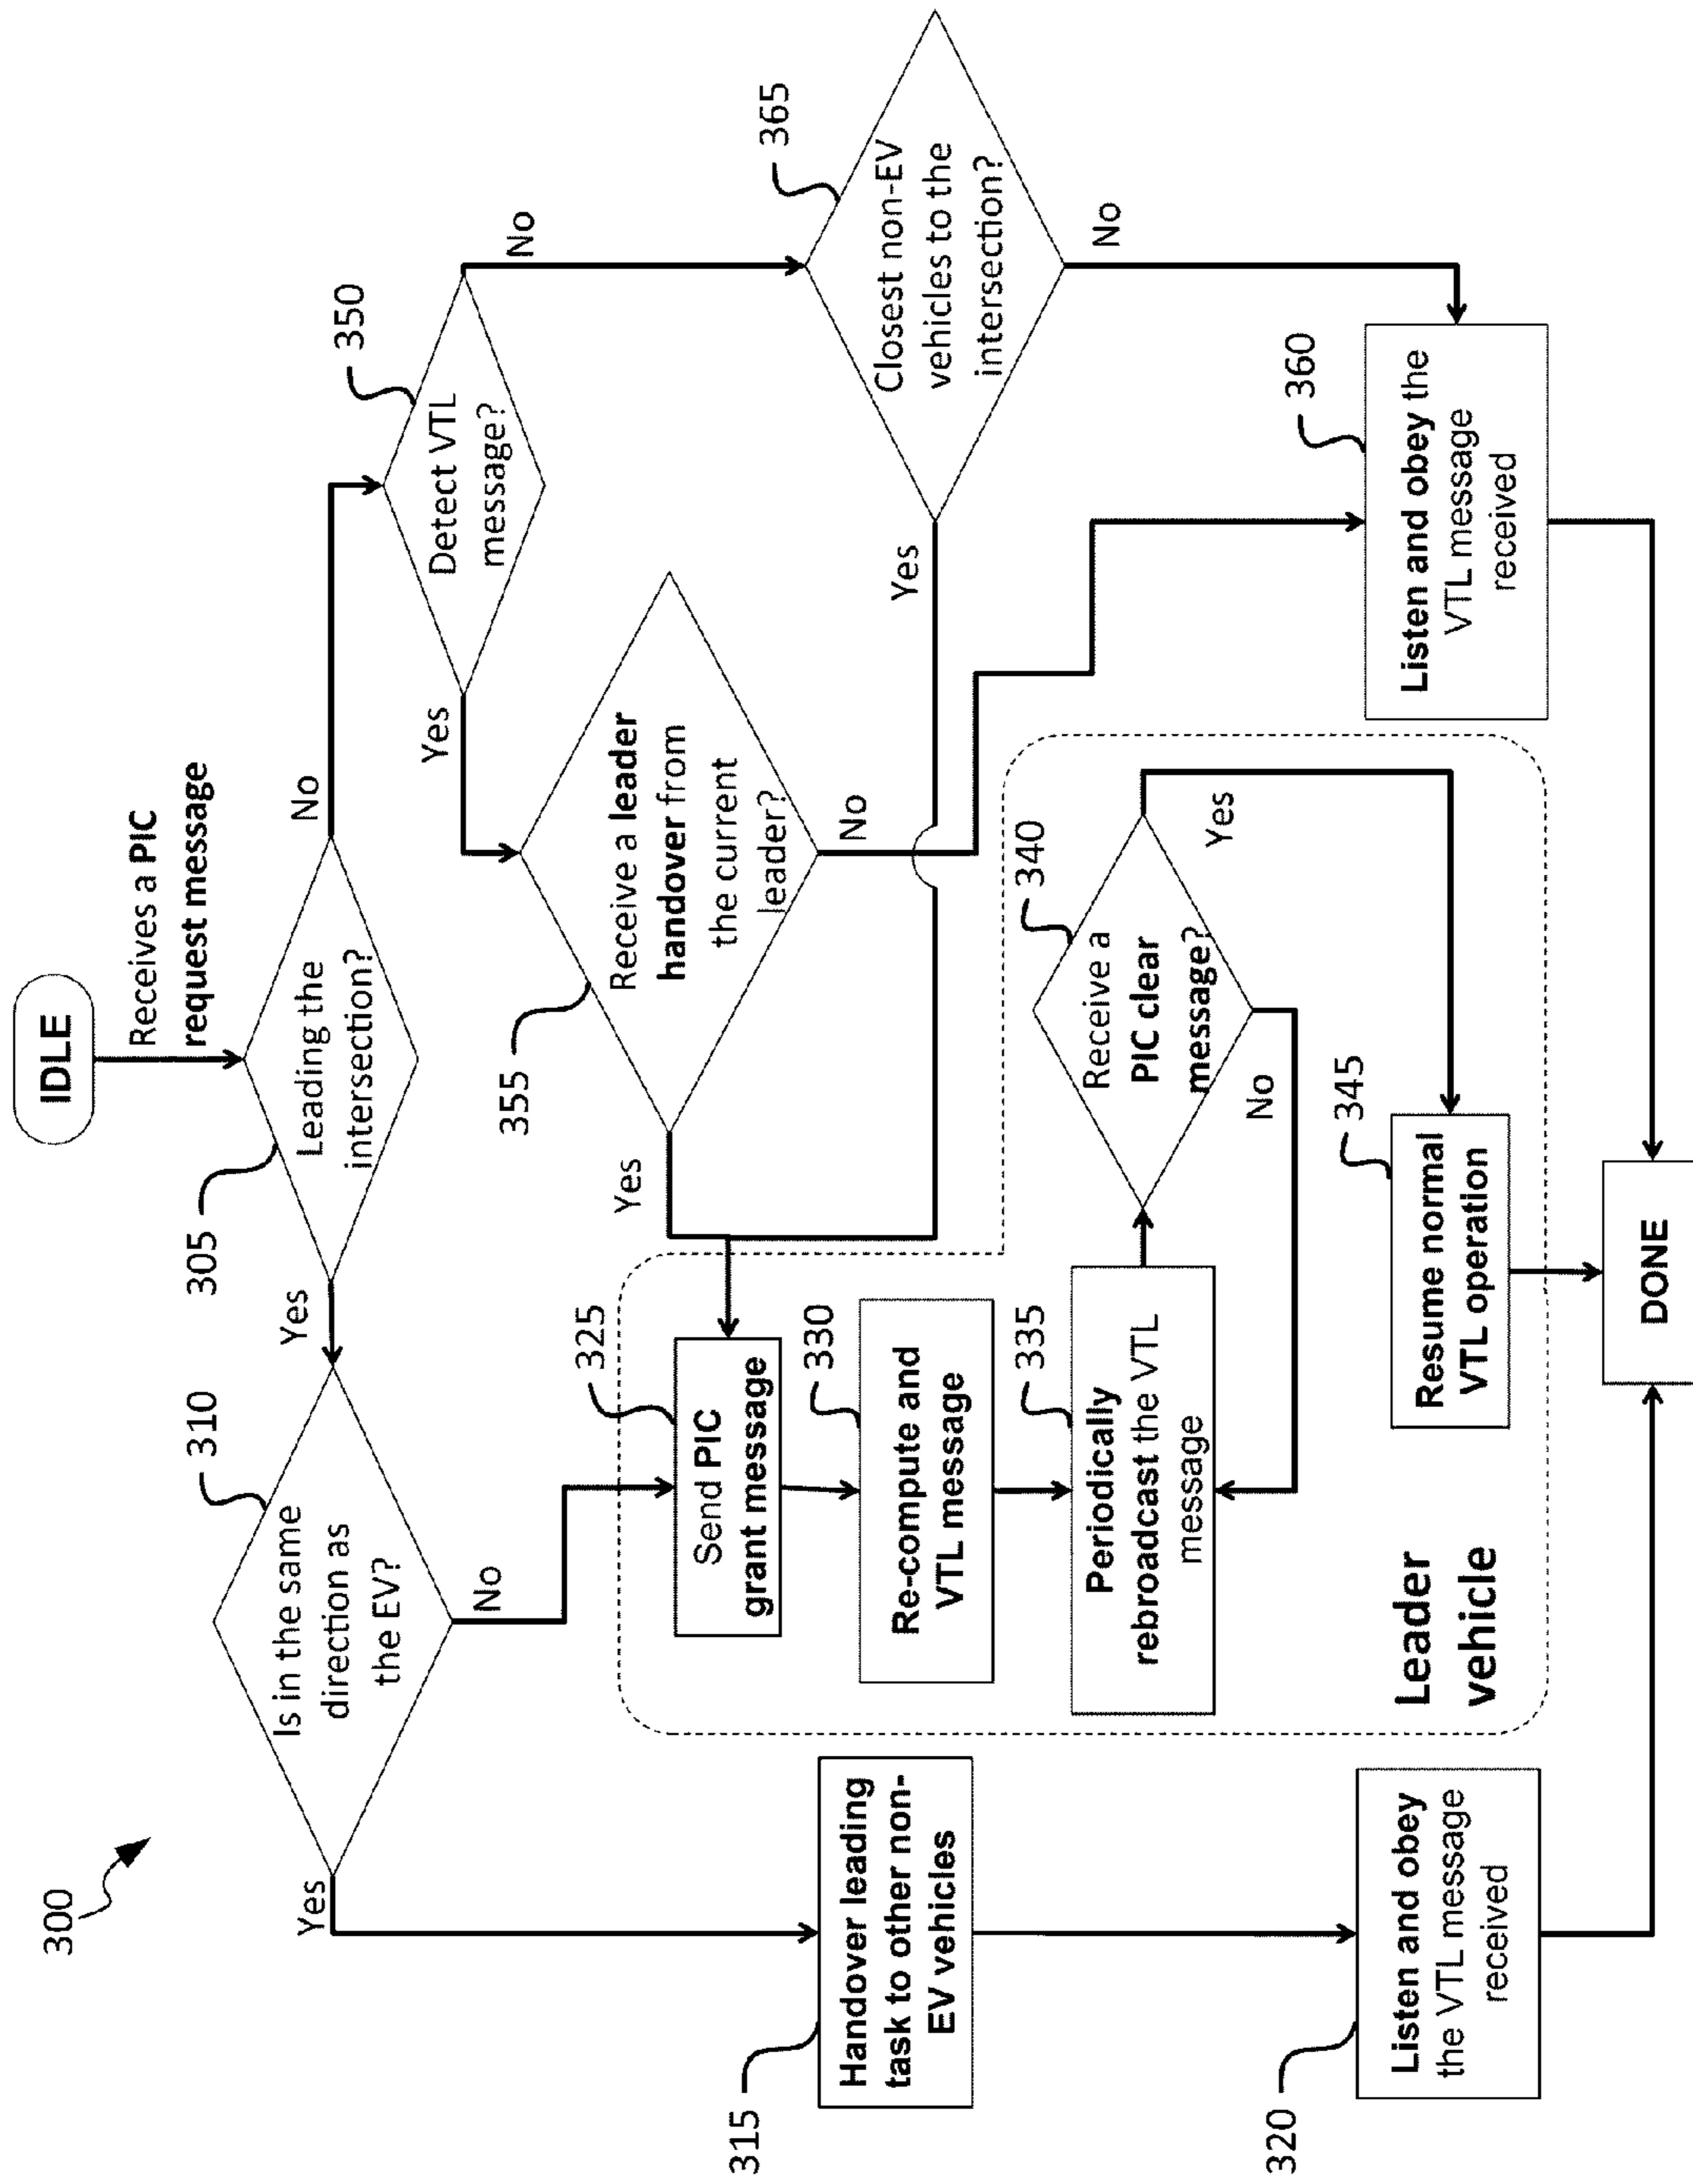 300
IDLE
Receives a PIC
request message
305
Leading the
intersection?
Yes
No
310
Is in the same
direction as
the EV?
Yes
No
350
Detect VTL
message?
Yes
No
355
Receive a leader
handover from
the current
leader?
Yes
No
365
Closest non-EV
vehicles to the
intersection?
Yes
No
315
Handover leading
task to other non-
EV vehicles
325
Send PIC
grant message
330
Re-compute and
VTL message
335
Periodically
rebroadcast the VTL
message
340
Receive a
PIC clear
message?
No
Yes
345
Resume normal
VTL operation
Leader
vehicle
320
Listen and obey
the VTL message
received
360
Listen and obey the
VTL message
received
DONE